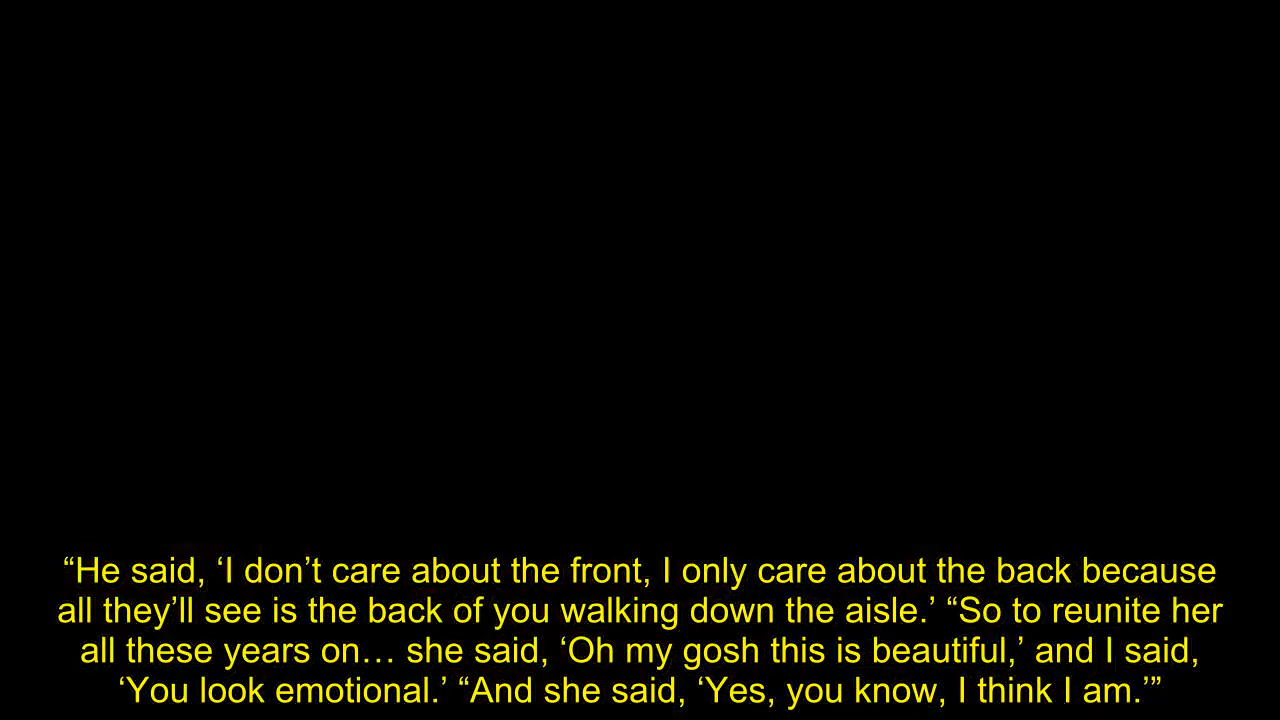 “He said, ‘I don’t care about the front, I only care about the back because
all they’ll see is the back of you walking down the aisle.’ “So to reunite her
all these years on… she said, ‘Oh my gosh this is beautiful,’ and I said,
‘You look emotional.’ “And she said, ‘Yes, you know, I think I am.’”